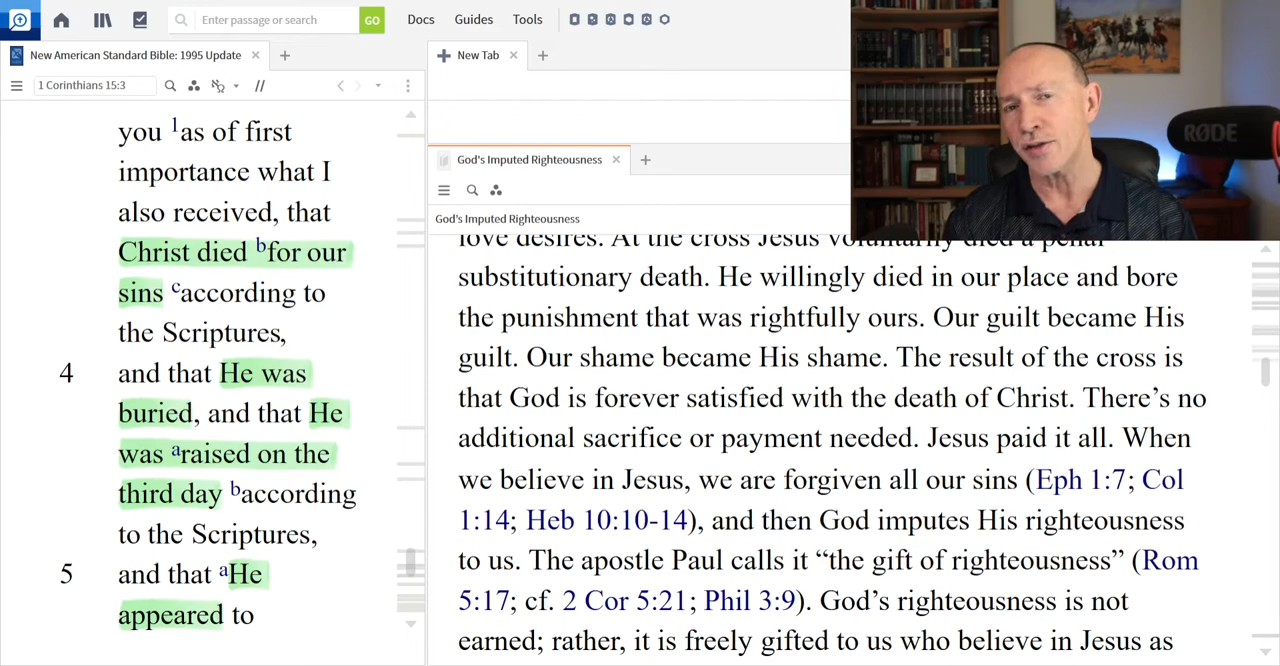 Enter passage or search
GO
Docs
Guides
Tools
New American Standard Bible: 1995 Update
1 Corinthians 15:3
you 1as of first
importance what I
also received, that
Christ died bfor our
sins caccording to
the Scriptures,
4 and that He was
buried, and that He
was araised on the
third day baccording
to the Scriptures,
5 and that aHe
appeared to
New Tab
God's Imputed Righteousness
God's Imputed Righteousness
love desires. At the cross Jesus voluntarily died a penal
substitutionary death. He willingly died in our place and bore
the punishment that was rightfully ours. Our guilt became His
guilt. Our shame became His shame. The result of the cross is
that God is forever satisfied with the death of Christ. There’s no
additional sacrifice or payment needed. Jesus paid it all. When
we believe in Jesus, we are forgiven all our sins (Eph 1:7; Col
1:14; Heb 10:10-14), and then God imputes His righteousness
to us. The apostle Paul calls it “the gift of righteousness” (Rom
5:17; cf. 2 Cor 5:21; Phil 3:9). God’s righteousness is not
earned; rather, it is freely gifted to us who believe in Jesus as
RØDE